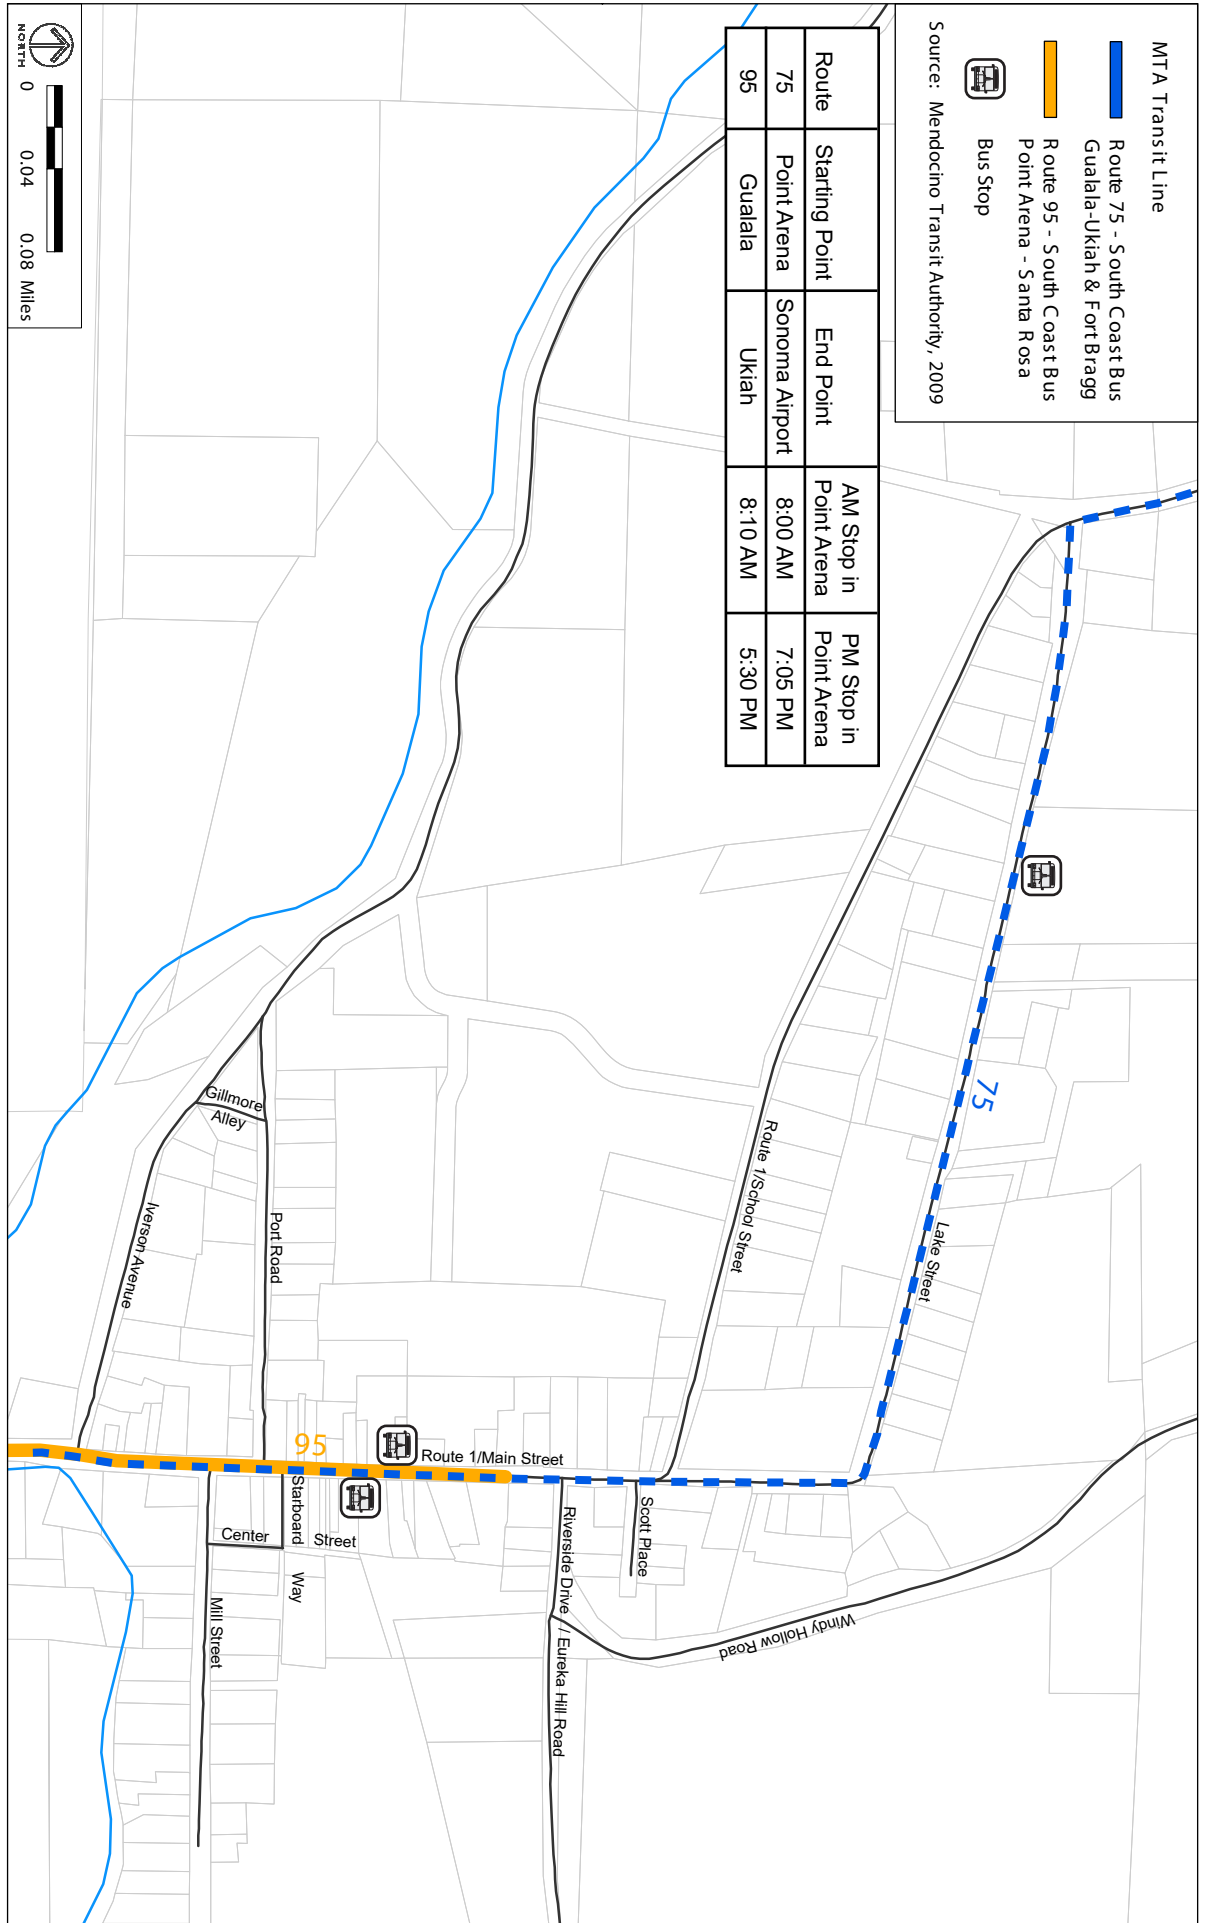 MTA Transit Line
Route 75 - South Coast Bus
Gualala-Ukiah & Fort Bragg
Route 95 - South Coast Bus
Point Arena - Santa Rosa
Bus Stop
Source: Mendocino Transit Authority, 2009
Route Starting Point End Point AM Stop in Point Arena PM Stop in Point Arena
75 Point Arena Sonoma Airport 8:00 AM 7:05 PM
95 Gualala Ukiah 8:10 AM 5:30 PM
75
Lake Street
Route 1/School Street
Windy Hollow Road
Scott Place
Riverside Drive / Eureka Hill Road
Route 1/Main Street
95
Starboard
Way
Center
Street
Port Road
Mill Street
Gillmore
Alley
Iverson Avenue
NORTH
0 0.04 0.08 Miles